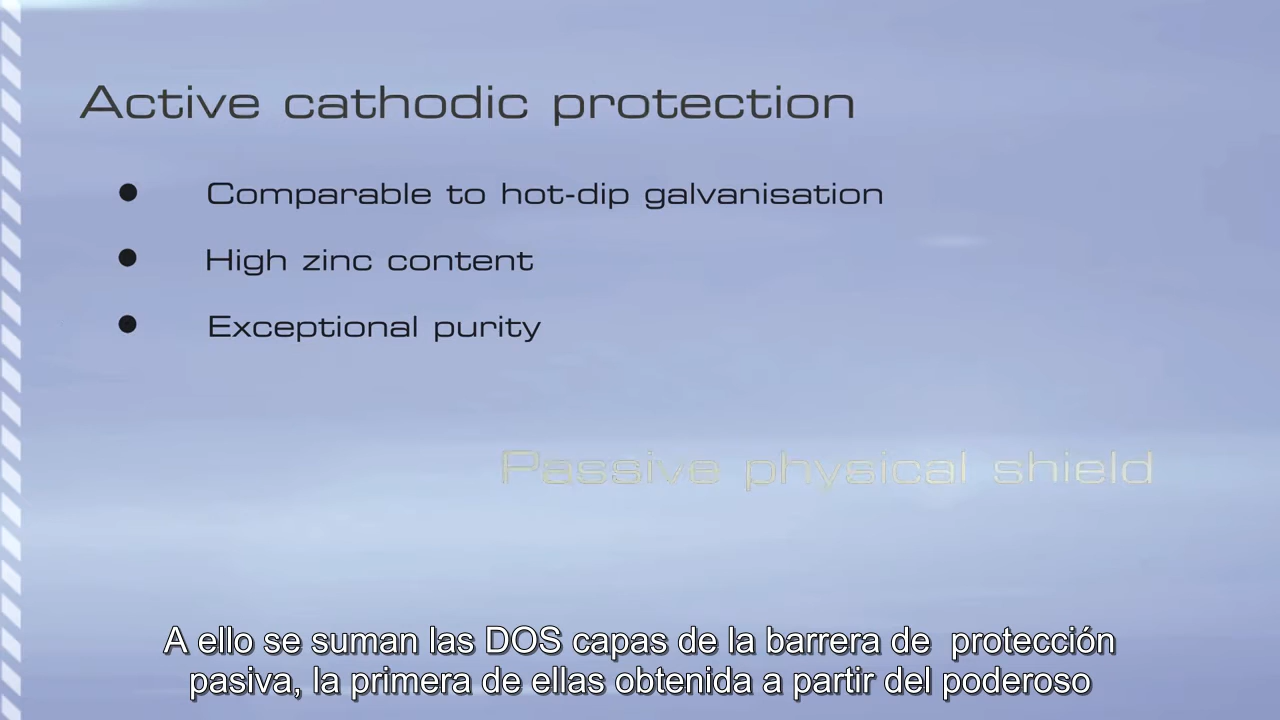 Active cathodic protection
● Comparable to hot-dip galvanisation
● High zinc content
● Exceptional purity
Passive physical shield
A ello se suman las DOS capas de la barrera de protección
pasiva, la primera de ellas obtenida a partir del poderoso